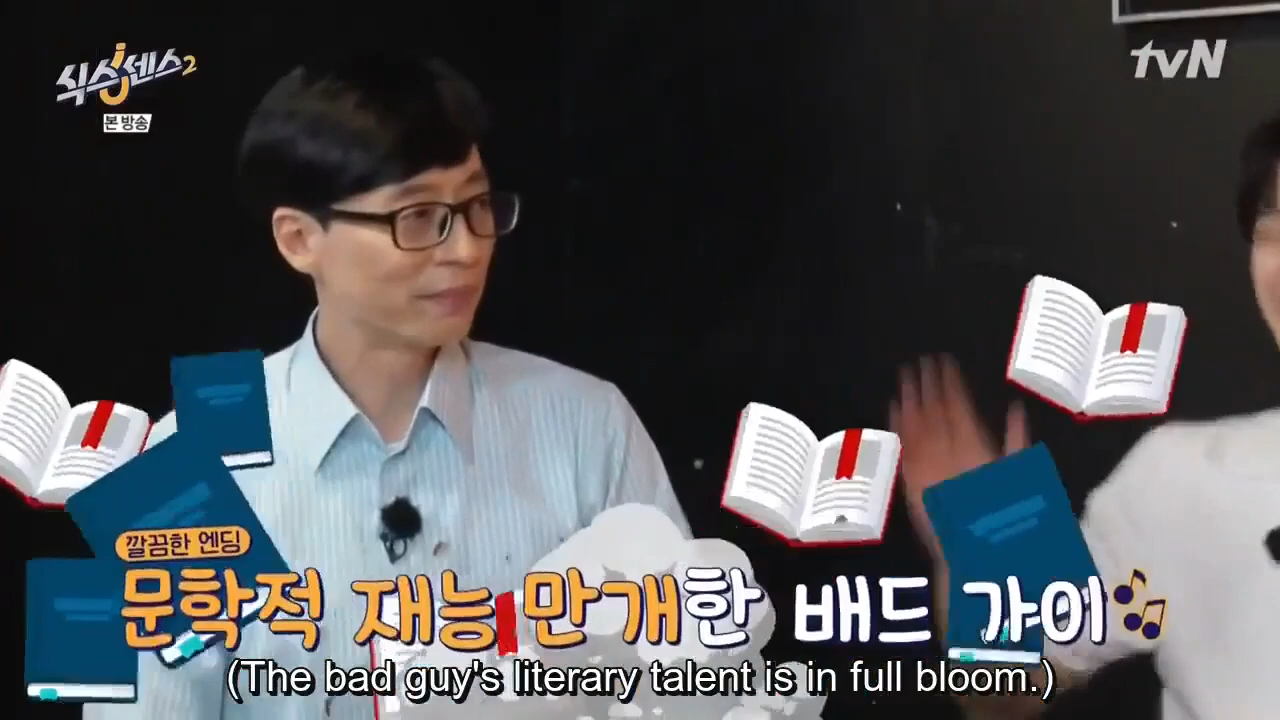 식스센스2
본 방송
tvN
깔끔한 엔딩
문학적 재능 만개한 배드 가이
(The bad guy's literary talent is in full bloom.)